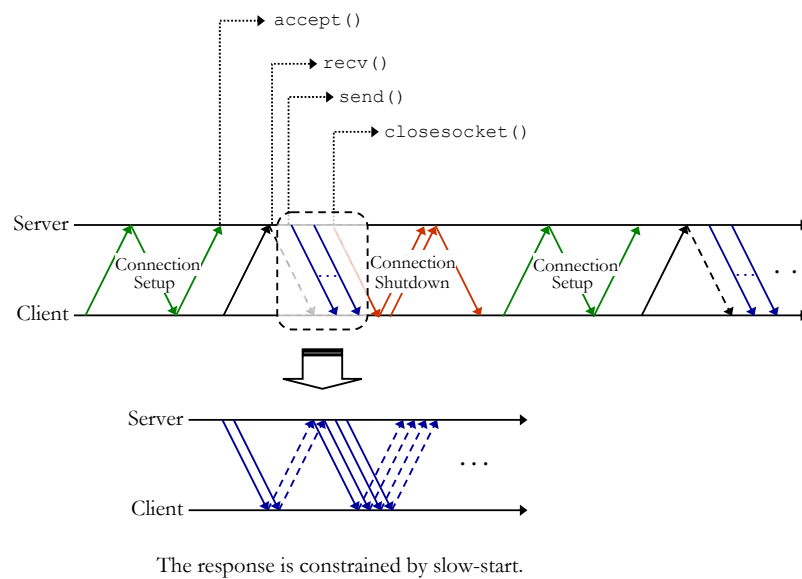 accept()
recv()
send()
closesocket()
Server
Connection
Setup
...
Connection
Shutdown
Connection
Setup
...
...
Client
Server
...
Client
The response is constrained by slow-start.